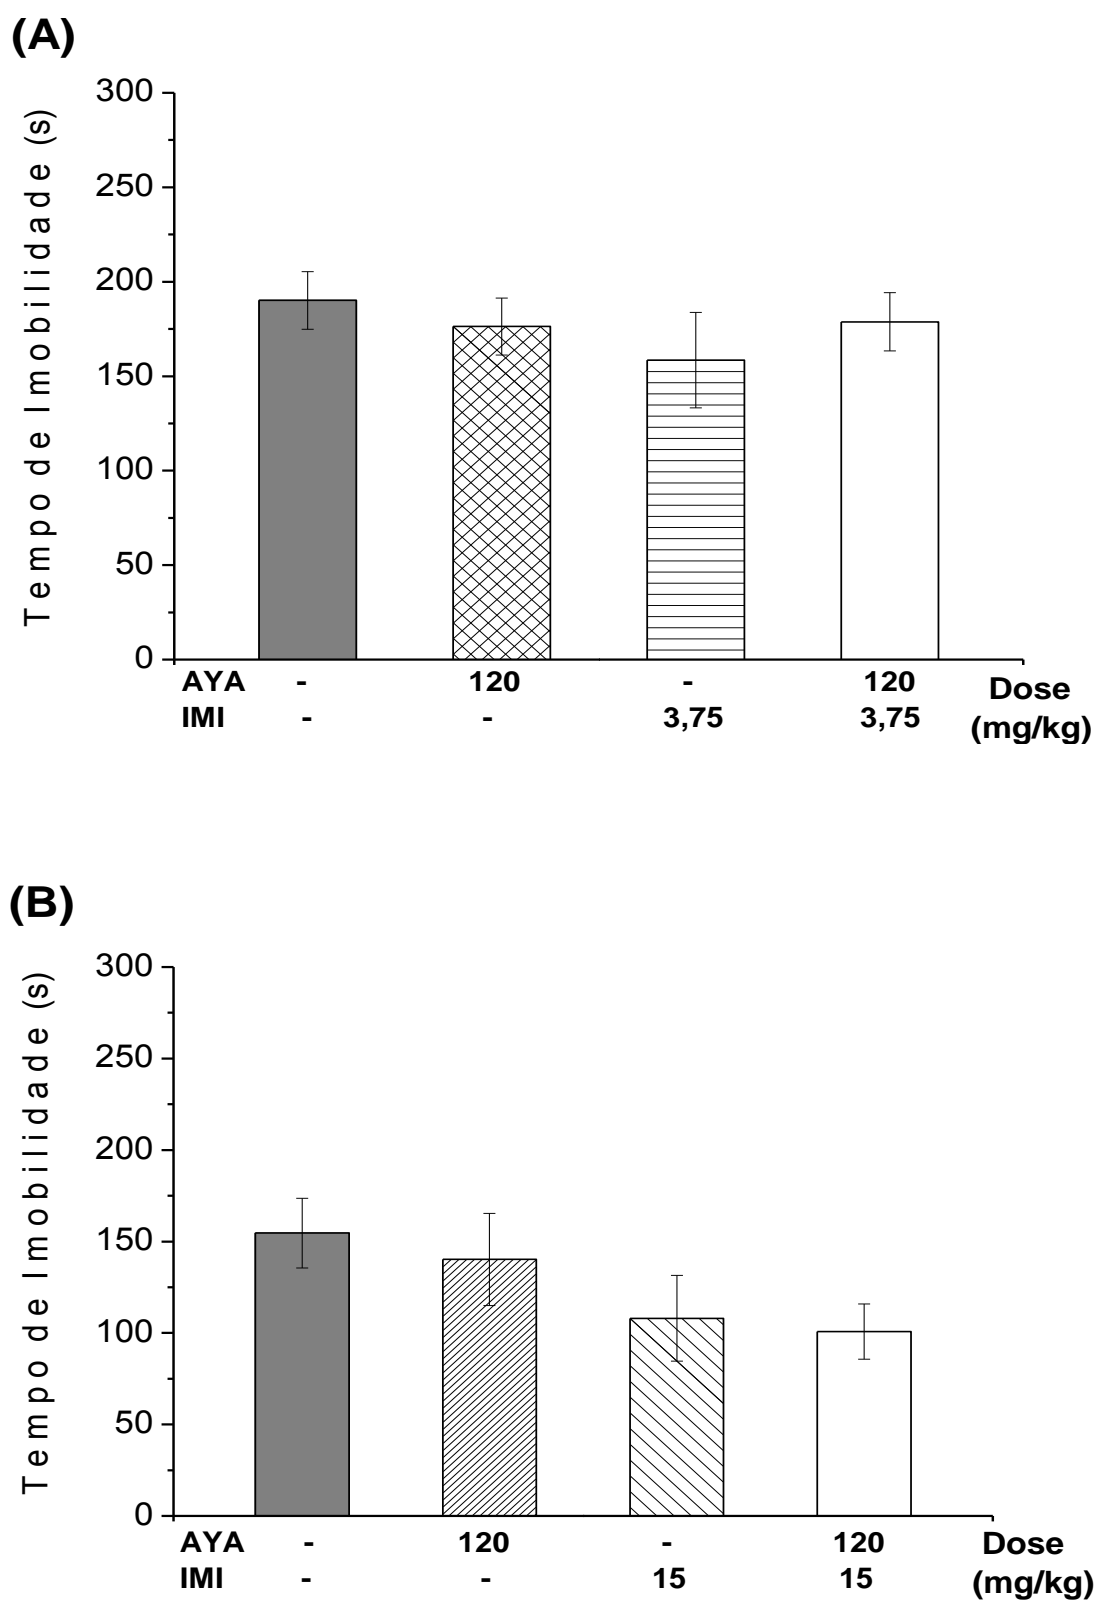 (A)
Tempo de Imobilidade (s)
300
250
200
150
100
50
0
AYA - 120 - 120 Dose
IMI - - 3,75 3,75 (mg/kg)
(B)
Tempo de Imobilidade (s)
300
250
200
150
100
50
0
AYA - 120 - 120 Dose
IMI - - 15 15 (mg/kg)